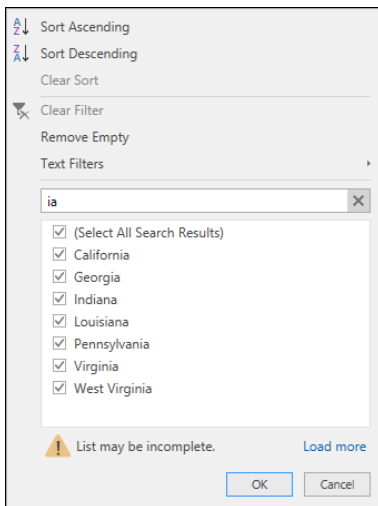 Sort Ascending
Sort Descending
Clear Sort
Clear Filter
Remove Empty
Text Filters
ia
(Select All Search Results)
California
Georgia
Indiana
Louisiana
Pennsylvania
Virginia
West Virginia
List may be incomplete. Load more
OK Cancel